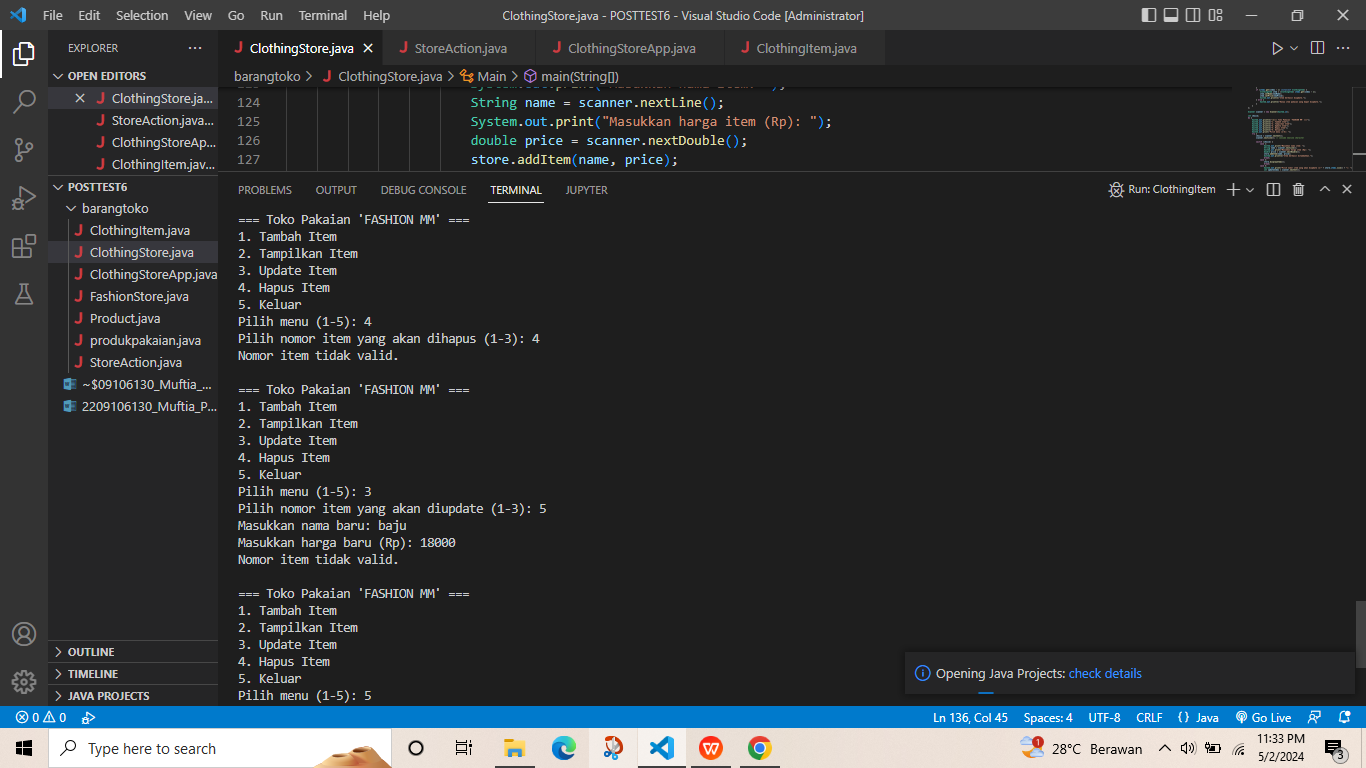 File Edit Selection View Go Run Terminal Help
ClothingStore.java - POSTTEST6 - Visual Studio Code [Administrator]
EXPLORER
OPEN EDITORS
ClothingStore.ja...
StoreAction.java...
ClothingStoreAp...
ClothingItem.jav...
POSTTEST6
barangtoko
ClothingItem.java
ClothingStore.java
ClothingStoreApp.java
FashionStore.java
Product.java
produkpakaian.java
StoreAction.java
~$09106130_Muftia_...
2209106130_Muftia_P...
OUTLINE
TIMELINE
JAVA PROJECTS
ClothingStore.java StoreAction.java ClothingStoreApp.java ClothingItem.java
barangtoko > ClothingStore.java > Main > main(String[])
124 String name = scanner.nextLine();
125 System.out.print("Masukkan harga item (Rp): ");
126 double price = scanner.nextDouble();
127 store.addItem(name, price);
PROBLEMS OUTPUT DEBUG CONSOLE TERMINAL JUPYTER
Run: ClothingItem
=== Toko Pakaian 'FASHION MM' ===
1. Tambah Item
2. Tampilkan Item
3. Update Item
4. Hapus Item
5. Keluar
Pilih menu (1-5): 4
Pilih nomor item yang akan dihapus (1-3): 4
Nomor item tidak valid.
=== Toko Pakaian 'FASHION MM' ===
1. Tambah Item
2. Tampilkan Item
3. Update Item
4. Hapus Item
5. Keluar
Pilih menu (1-5): 3
Pilih nomor item yang akan diupdate (1-3): 5
Masukkan nama baru: baju
Masukkan harga baru (Rp): 18000
Nomor item tidak valid.
=== Toko Pakaian 'FASHION MM' ===
1. Tambah Item
2. Tampilkan Item
3. Update Item
4. Hapus Item
5. Keluar
Pilih menu (1-5): 5
Opening Java Projects: check details
0 0
Ln 136, Col 45 Spaces: 4 UTF-8 CRLF {} Java Go Live
Type here to search
1
28°C Berawan
11:33 PM
5/2/2024
3